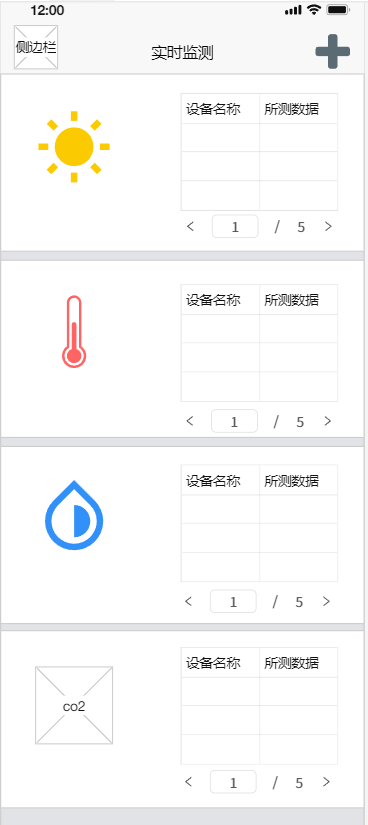 12:00
侧边栏
实时监测
设备名称 所测数据
< 1 / 5 >
设备名称 所测数据
< 1 / 5 >
设备名称 所测数据
< 1 / 5 >
co2
设备名称 所测数据
< 1 / 5 >